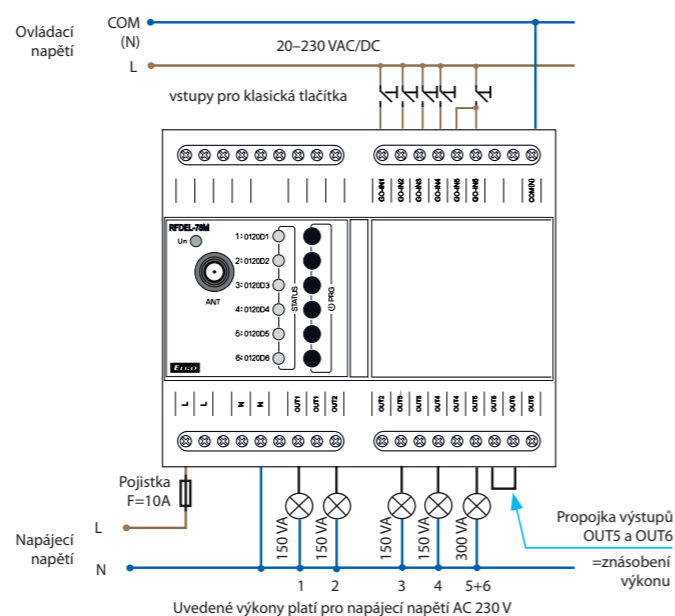 Ovládací
napětí
COM
(N)
L
20–230 VAC/DC
vstupy pro klasická tlačítka
GO-IN1
GO-IN2
GO-IN3
GO-IN4
GO-IN5
GO-IN6
COM(N)
RFDEL-76M
Un
ANT
1: 0120D1
2: 0120D2
3: 0120D3
4: 0120D4
5: 0120D5
6: 0120D6
STATUS
PRG
ELKO
L
L
N
N
OUT1
OUT1
OUT2
OUT2
OUT3
OUT3
OUT4
OUT4
OUT5
OUT5
OUT6
OUT6
Pojistka
F=10A
L
Napájecí
napětí
N
150 VA
150 VA
150 VA
150 VA
300 VA
1
2
3
4
5+6
Propojka výstupů
OUT5 a OUT6
=znásobení
výkonu
Uvedené výkony platí pro napájecí napětí AC 230 V